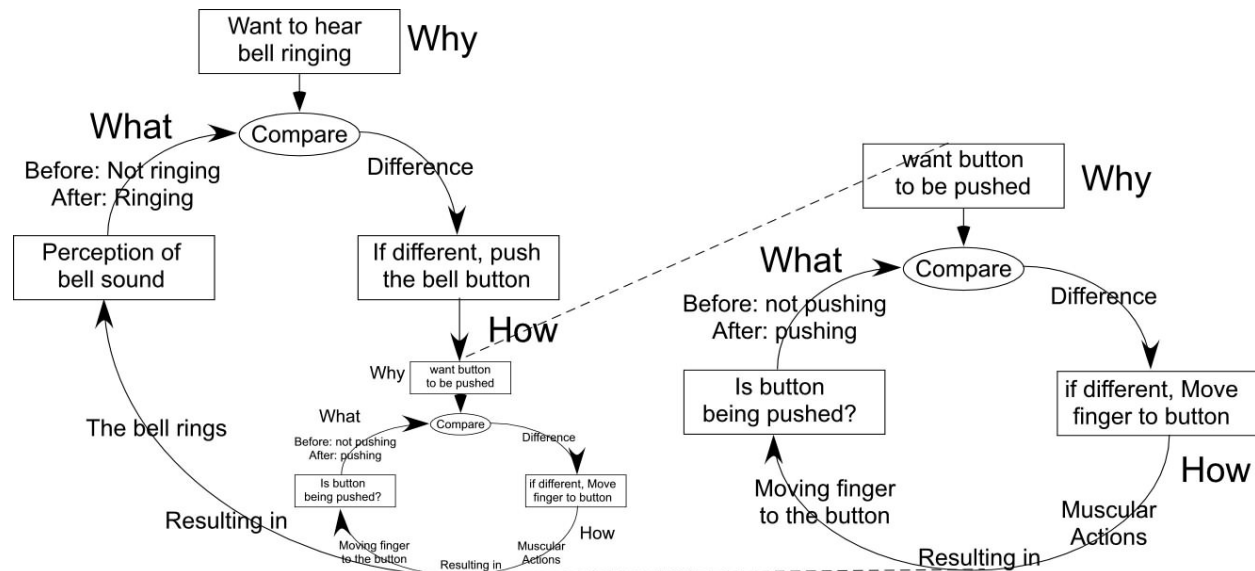 Want to hear
bell ringing
Why
Compare
What
Before: Not ringing
After: Ringing
Difference
Perception of
bell sound
If different, push
the bell button
How
The bell rings
Resulting in
Why
want button
to be pushed
Compare
What
Before: not pushing
After: pushing
Difference
Is button
being pushed?
if different, Move
finger to button
How
Moving finger
to the button
Resulting in
Muscular
Actions
want button
to be pushed
Why
Compare
What
Before: not pushing
After: pushing
Difference
Is button
being pushed?
if different, Move
finger to button
How
Moving finger
to the button
Muscular
Actions
Resulting in